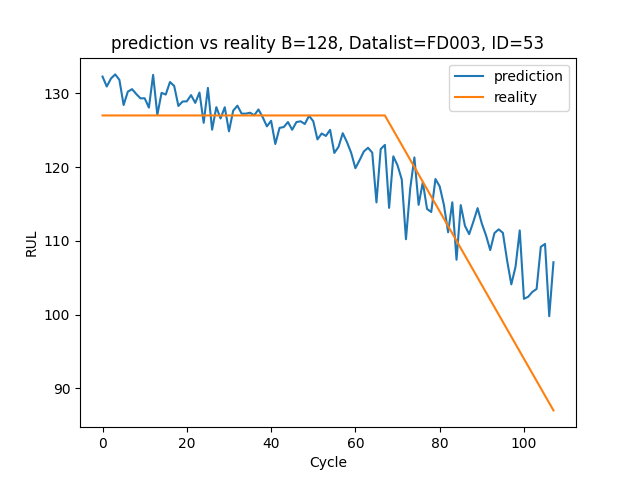 prediction vs reality B=128, Datalist=FD003, ID=53
prediction
reality
130
120
110
100
90
RUL
0 20 40 60 80 100
Cycle